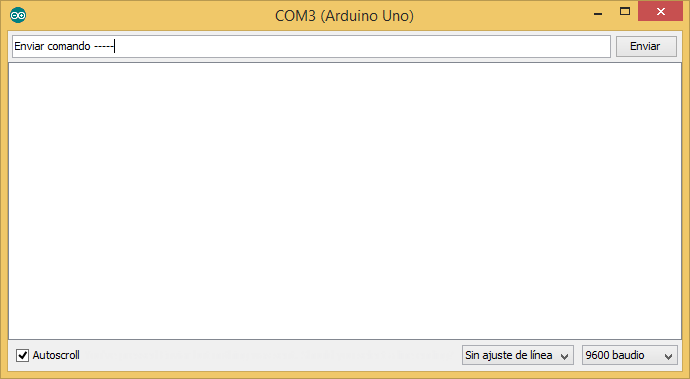 COM3 (Arduino Uno)
Enviar comando -----
Enviar
Autoscroll
Sin ajuste de línea
9600 baudio